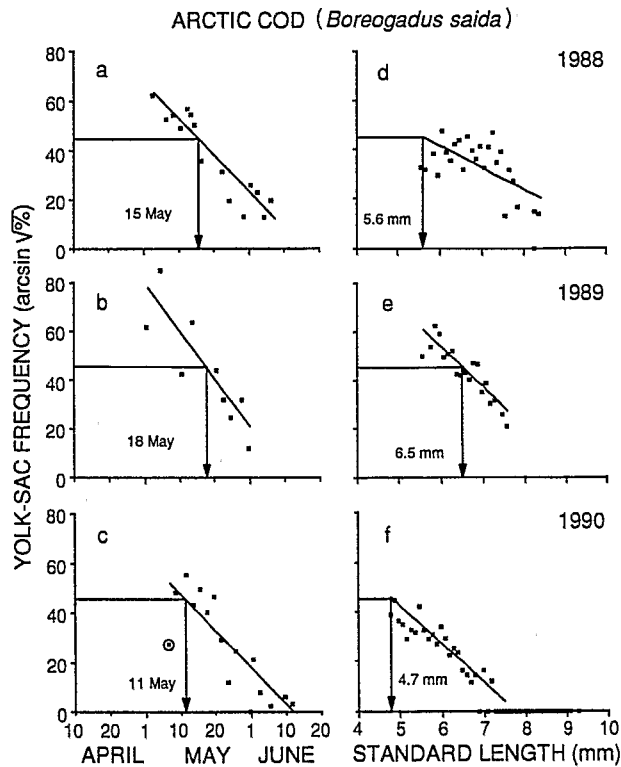 ARCTIC COD (Boreogadus saida)
YOLK-SAC FREQUENCY (arcsin √%)
80
60
40
20
0
a
15 May
d
1988
5.6 mm
80
60
40
20
0
b
18 May
e
1989
6.5 mm
80
60
40
20
0
c
11 May
f
1990
4.7 mm
10 20 1 10 20 1 10 20
APRIL MAY JUNE
4 5 6 7 8 9 10
STANDARD LENGTH (mm)